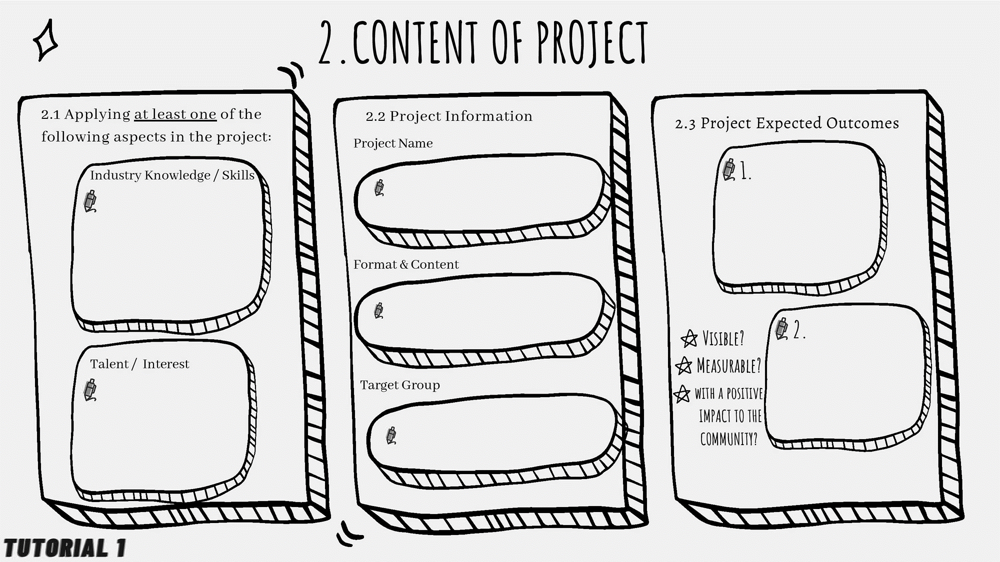 2.CONTENT OF PROJECT
2.1 Applying at least one of the
following aspects in the project:
Industry Knowledge / Skills
Talent / Interest
2.2 Project Information
Project Name
Format & Content
Target Group
2.3 Project Expected Outcomes
1.
2.
VISIBLE?
MEASURABLE?
WITH A POSITIVE
IMPACT TO THE
COMMUNITY?
TUTORIAL 1